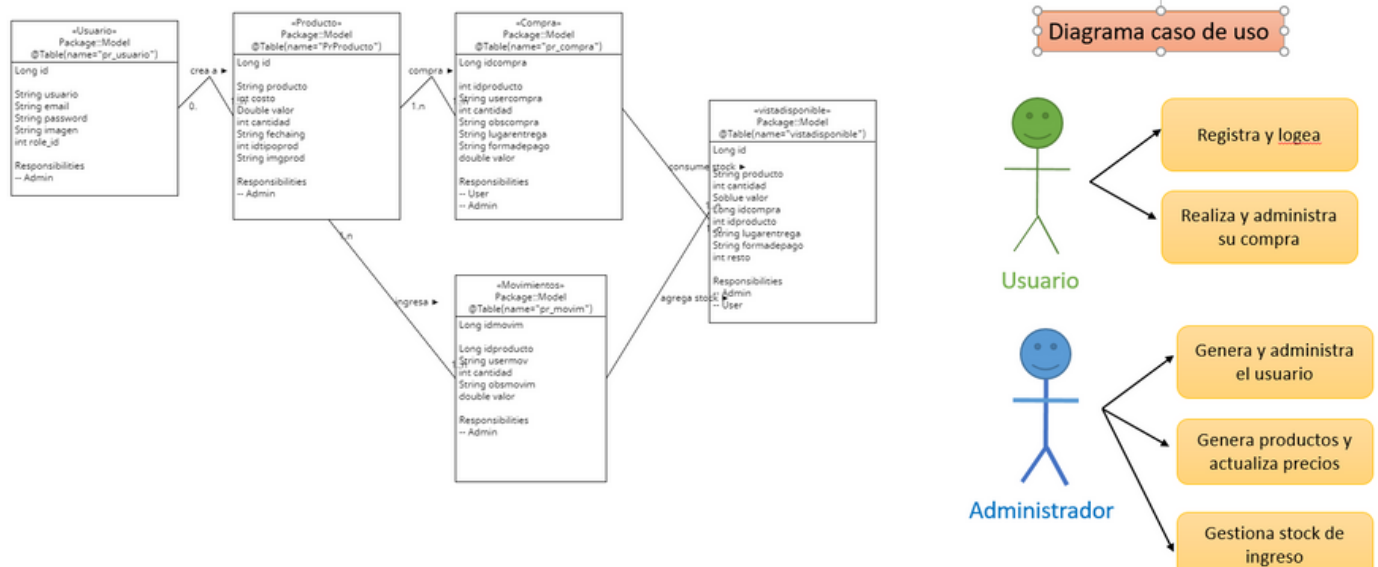 «Usuario»
Package::Model
@Table(name="pr_usuario")
Long id
String usuario
String email
String password
String imagen
int role_id
Responsibilities
-- Admin
crea a
0.
«Producto»
Package::Model
@Table(name="PrProducto")
Long id
String producto
int costo
Double valor
int cantidad
String fechaing
int idtipoprod
String imgprod
Responsibilities
-- Admin
compra
1.n
«Compra»
Package::Model
@Table(name="pr_compra")
Long idcompra
int idproducto
String usercompra
int cantidad
String obscompra
String lugarentrega
String formadepago
double valor
Responsibilities
-- User
-- Admin
consume stock
«vistadisponible»
Package::Model
@Table(name="vistadisponible")
Long id
String producto
int cantidad
Soblue valor
Long idcompra
int idproducto
String lugarentrega
String formadepago
int resto
Responsibilities
-- Admin
-- User
1.n
ingresa
agrega stock
«Movimientos»
Package::Model
@Table(name="pr_movim")
Long idmovim
Long idproducto
String usermov
int cantidad
String obsmovim
double valor
Responsibilities
-- Admin
Diagrama caso de uso
Usuario
Registra y logea
Realiza y administra
su compra
Administrador
Genera y administra
el usuario
Genera productos y
actualiza precios
Gestiona stock de
ingreso